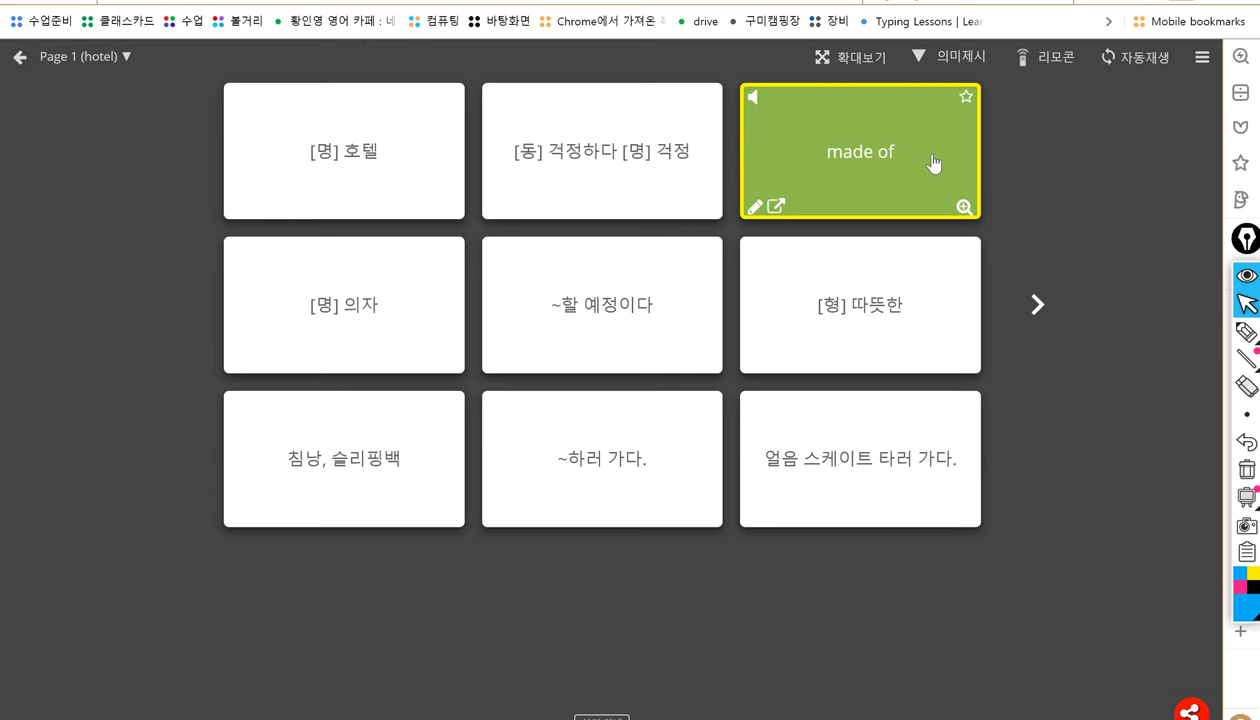 수업준비 클래스카드 수업 볼거리 황인영 영어 카페 : 네 컴퓨팅 바탕화면 Chrome에서 가져온 drive 구미캠핑장 장비 Typing Lessons | Lear Mobile bookmarks
Page 1 (hotel) ▼ 확대보기 ▼ 의미제시 리모콘 자동재생
[명] 호텔
[동] 걱정하다 [명] 걱정
made of
[명] 의자
~할 예정이다
[형] 따뜻한
침낭, 슬리핑백
~하러 가다.
얼음 스케이트 타러 가다.